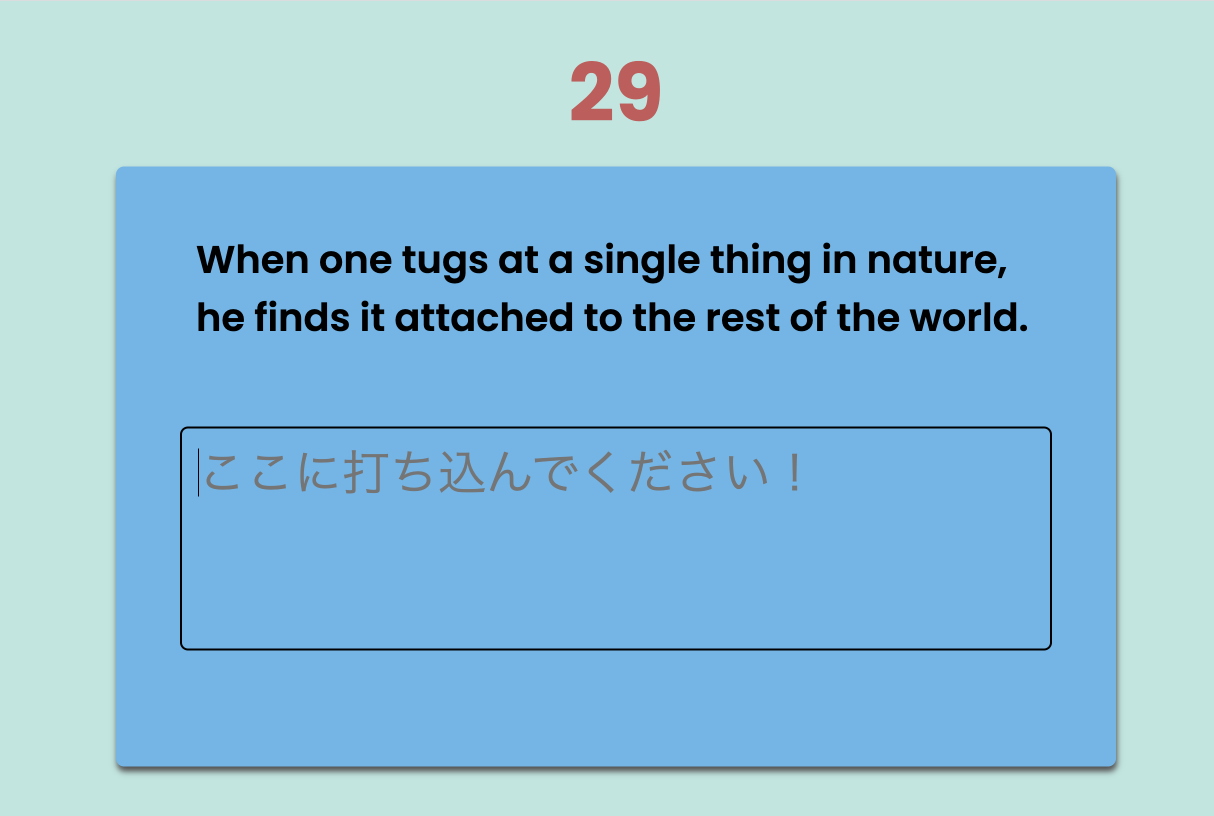 29
When one tugs at a single thing in nature,
he finds it attached to the rest of the world.
ここに打ち込んでください！